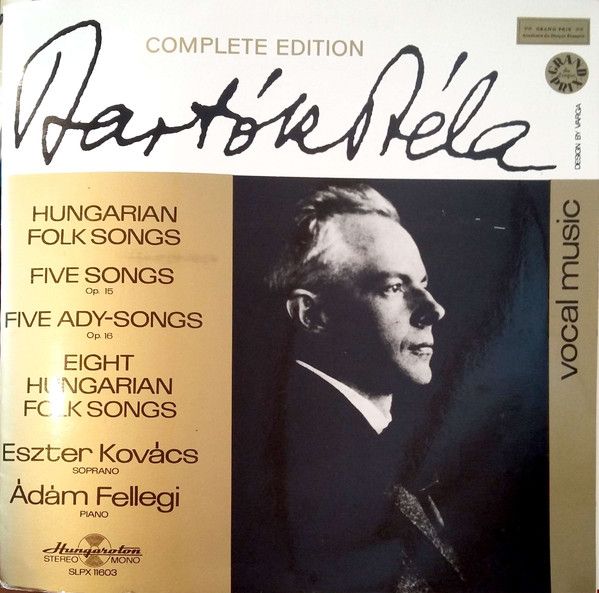 COMPLETE EDITION
GRAND PRIX
Bartók Béla
GRAND
PRIX
DESIGN BY VARGA
HUNGARIAN
FOLK SONGS
FIVE SONGS
Op. 15
FIVE ADY-SONGS
Op. 16
EIGHT
HUNGARIAN
FOLK SONGS
Eszter Kovács
SOPRANO
Ádám Fellegi
PIANO
Hungaroton
STEREO MONO
SLPX 11603
vocal music